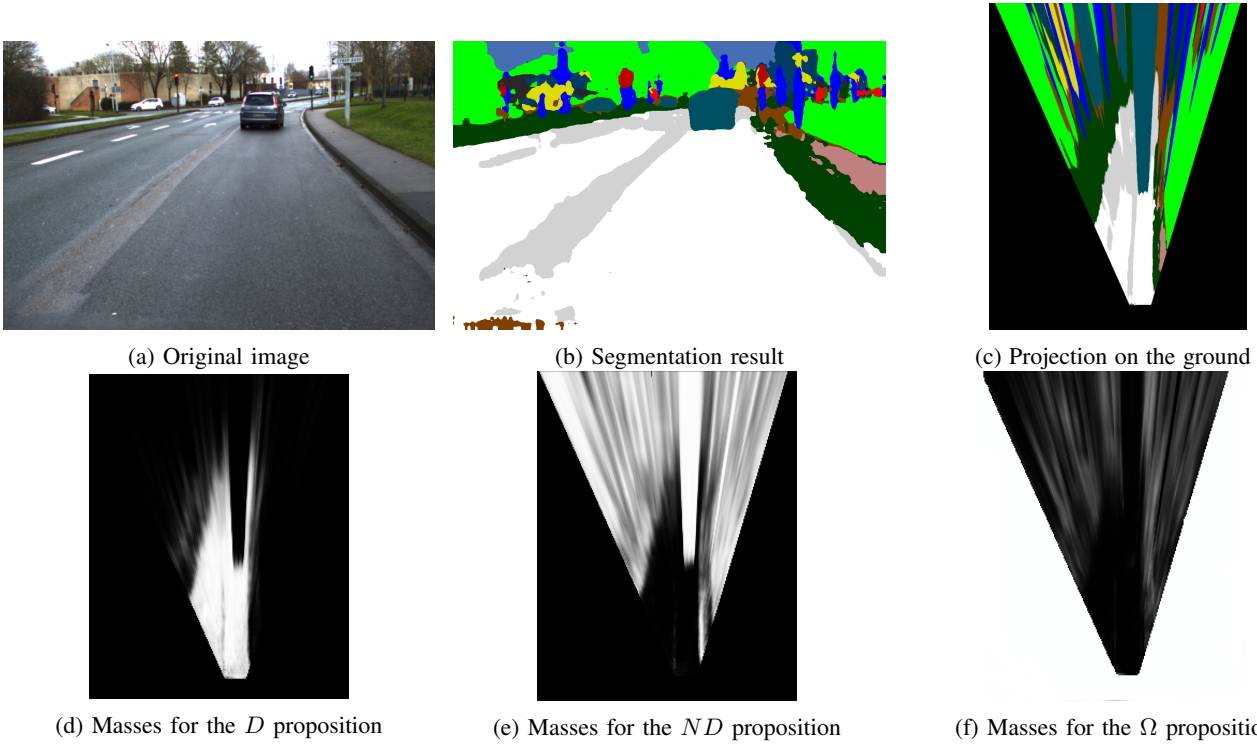 (a) Original image
(b) Segmentation result
(c) Projection on the ground
(d) Masses for the D proposition
(e) Masses for the ND proposition
(f) Masses for the Ω propositio